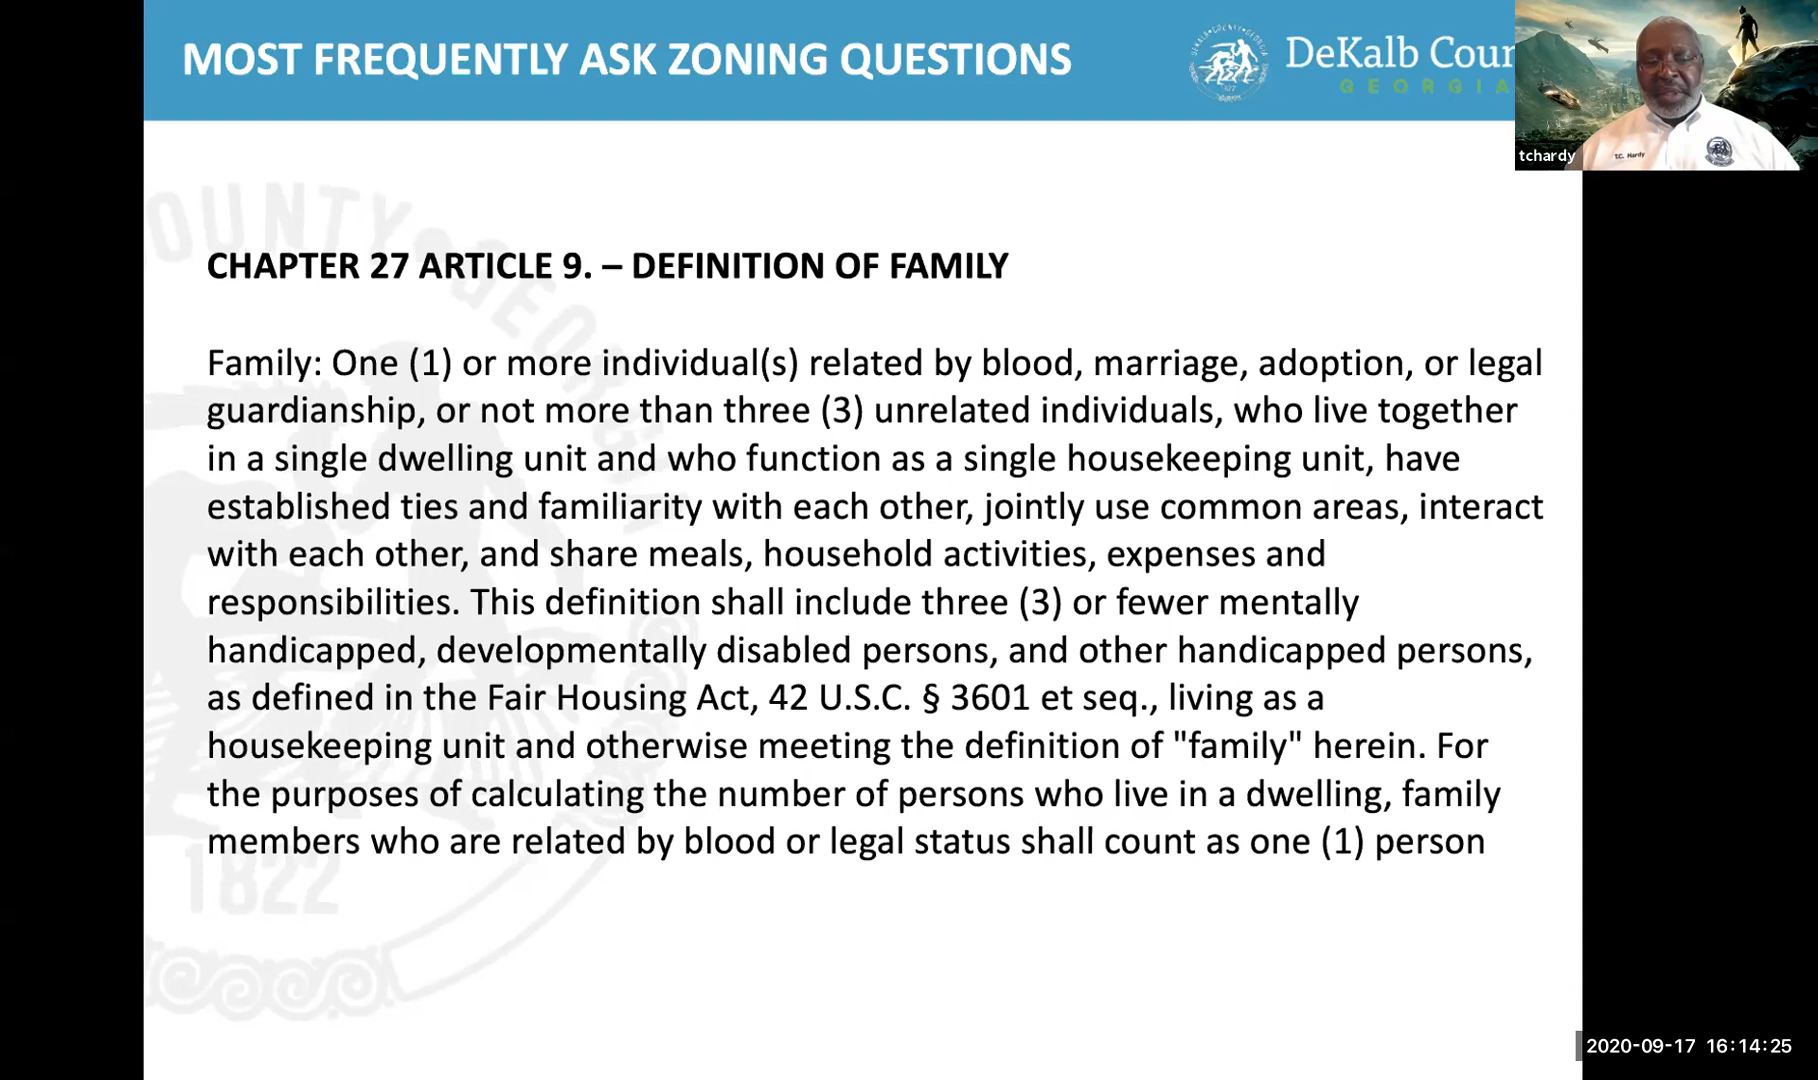 MOST FREQUENTLY ASK ZONING QUESTIONS
DeKalb Coun
GEORGIA
tchardy
T.C. Hardy
CHAPTER 27 ARTICLE 9. – DEFINITION OF FAMILY
Family: One (1) or more individual(s) related by blood, marriage, adoption, or legal
guardianship, or not more than three (3) unrelated individuals, who live together
in a single dwelling unit and who function as a single housekeeping unit, have
established ties and familiarity with each other, jointly use common areas, interact
with each other, and share meals, household activities, expenses and
responsibilities. This definition shall include three (3) or fewer mentally
handicapped, developmentally disabled persons, and other handicapped persons,
as defined in the Fair Housing Act, 42 U.S.C. § 3601 et seq., living as a
housekeeping unit and otherwise meeting the definition of "family" herein. For
the purposes of calculating the number of persons who live in a dwelling, family
members who are related by blood or legal status shall count as one (1) person
OUNTY GEORGIA
1822
2020-09-17 16:14:25